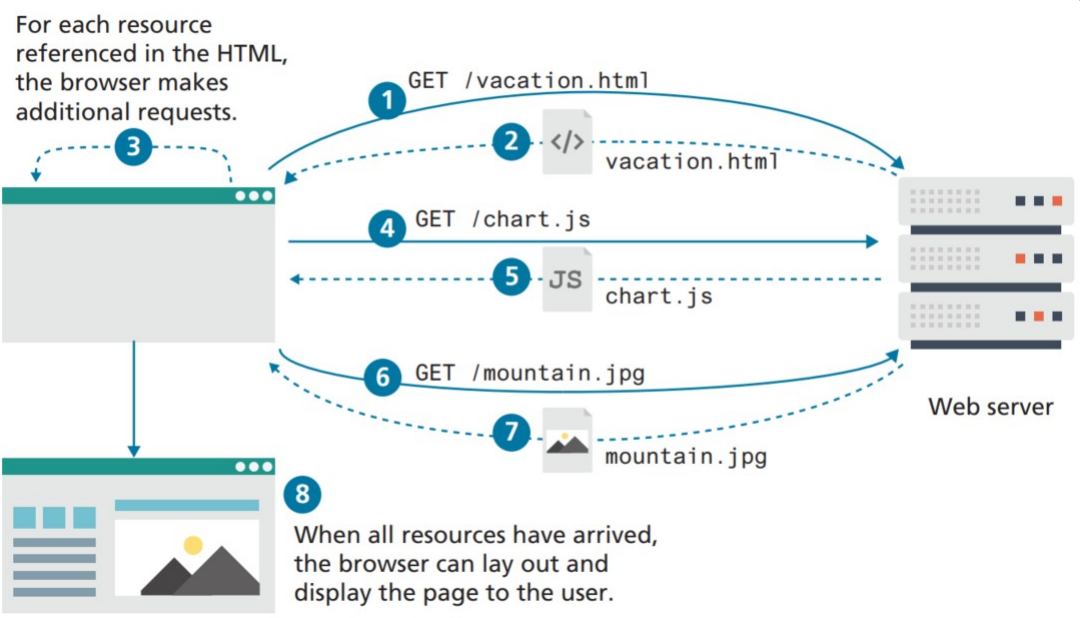 For each resource
referenced in the HTML,
the browser makes
additional requests.
3
1
GET /vacation.html
2
</>
vacation.html
4
GET /chart.js
5
JS
chart.js
6
GET /mountain.jpg
7
mountain.jpg
Web server
8
When all resources have arrived,
the browser can lay out and
display the page to the user.